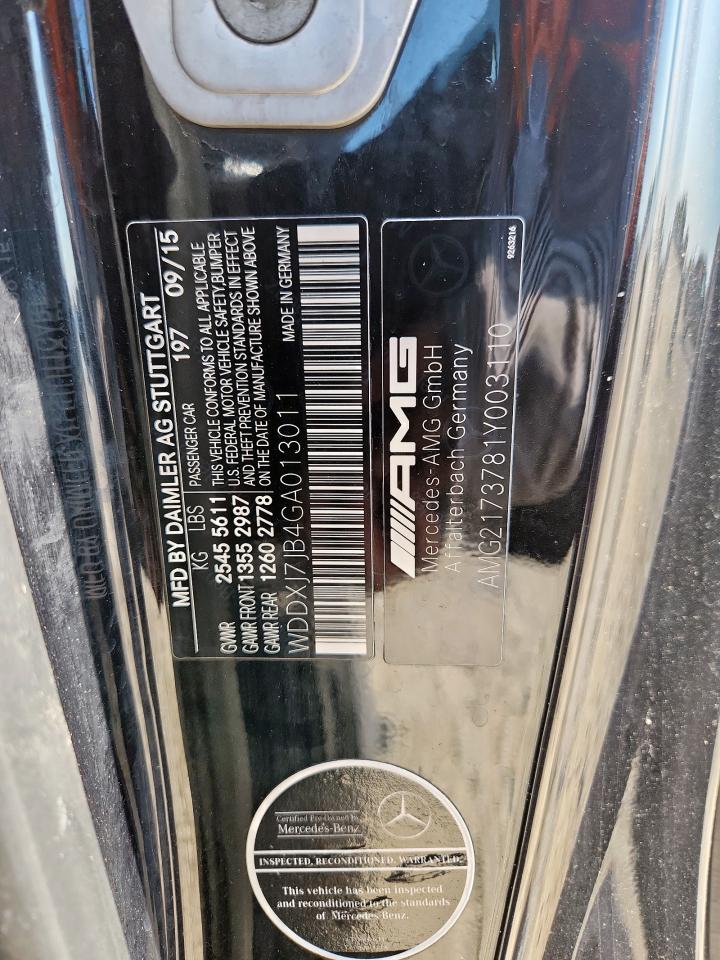 MFD BY DAIMLER AG STUTTGART
197 09/15
KG LBS
PASSENGER CAR
GVWR 2545 5611
GAWR FRONT 1355 2987
GAWR REAR 1260 2778
THIS VEHICLE CONFORMS TO ALL APPLICABLE
U.S. FEDERAL MOTOR VEHICLE SAFETY, BUMPER
AND THEFT PREVENTION STANDARDS IN EFFECT
ON THE DATE OF MANUFACTURE SHOWN ABOVE
WDDXJ7JB4GA013011
MADE IN GERMANY
AMG
Mercedes-AMG GmbH
Affalterbach Germany
AMG2173781Y003110
9263216
Certified Pre-Owned by
Mercedes-Benz
INSPECTED. RECONDITIONED. WARRANTED.
This vehicle has been inspected
and reconditioned to the standards
of Mercedes Benz.